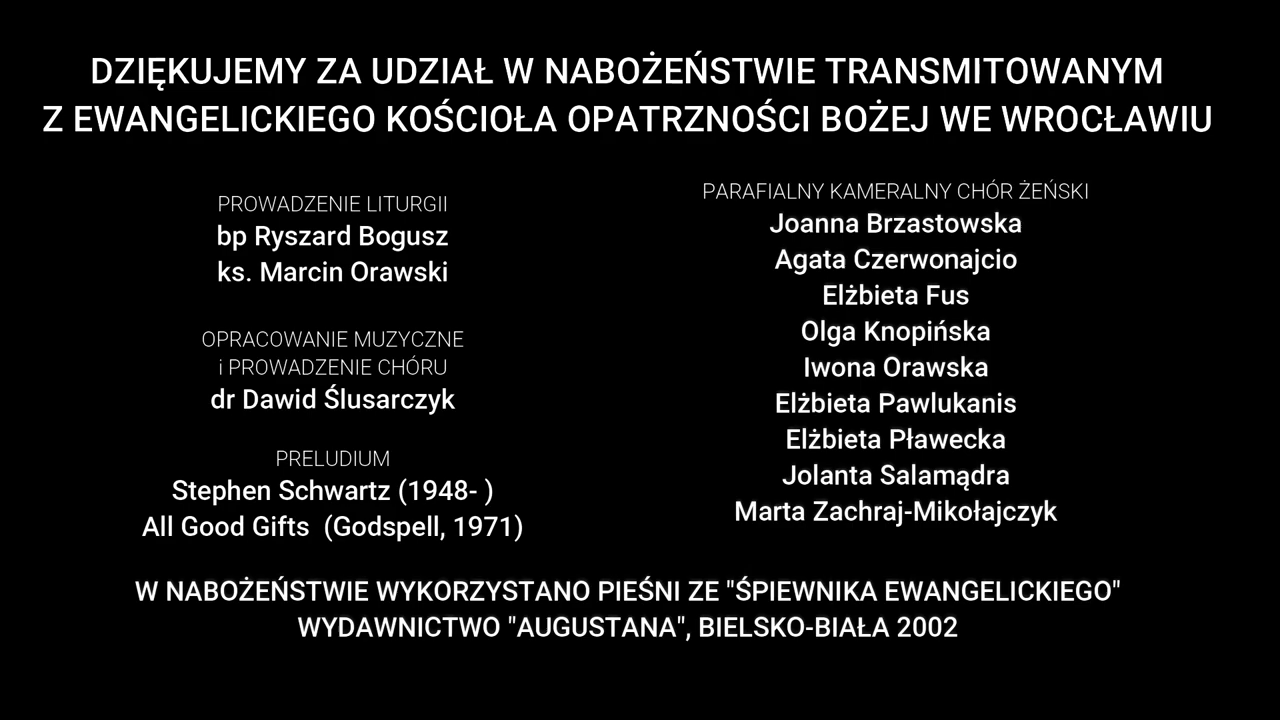 DZIĘKUJEMY ZA UDZIAŁ W NABOŻEŃSTWIE TRANSMITOWANYM
Z EWANGELICKIEGO KOŚCIOŁA OPATRZNOŚCI BOŻEJ WE WROCŁAWIU
PROWADZENIE LITURGII
bp Ryszard Bogusz
ks. Marcin Orawski
OPRACOWANIE MUZYCZNE
i PROWADZENIE CHÓRU
dr Dawid Ślusarczyk
PRELUDIUM
Stephen Schwartz (1948- )
All Good Gifts (Godspell, 1971)
PARAFIALNY KAMERALNY CHÓR ŻEŃSKI
Joanna Brzastowska
Agata Czerwonajcio
Elżbieta Fus
Olga Knopińska
Iwona Orawska
Elżbieta Pawlukanis
Elżbieta Pławecka
Jolanta Salamądra
Marta Zachraj-Mikołajczyk
W NABOŻEŃSTWIE WYKORZYSTANO PIEŚNI ZE "ŚPIEWNIKA EWANGELICKIEGO"
WYDAWNICTWO "AUGUSTANA", BIELSKO-BIAŁA 2002